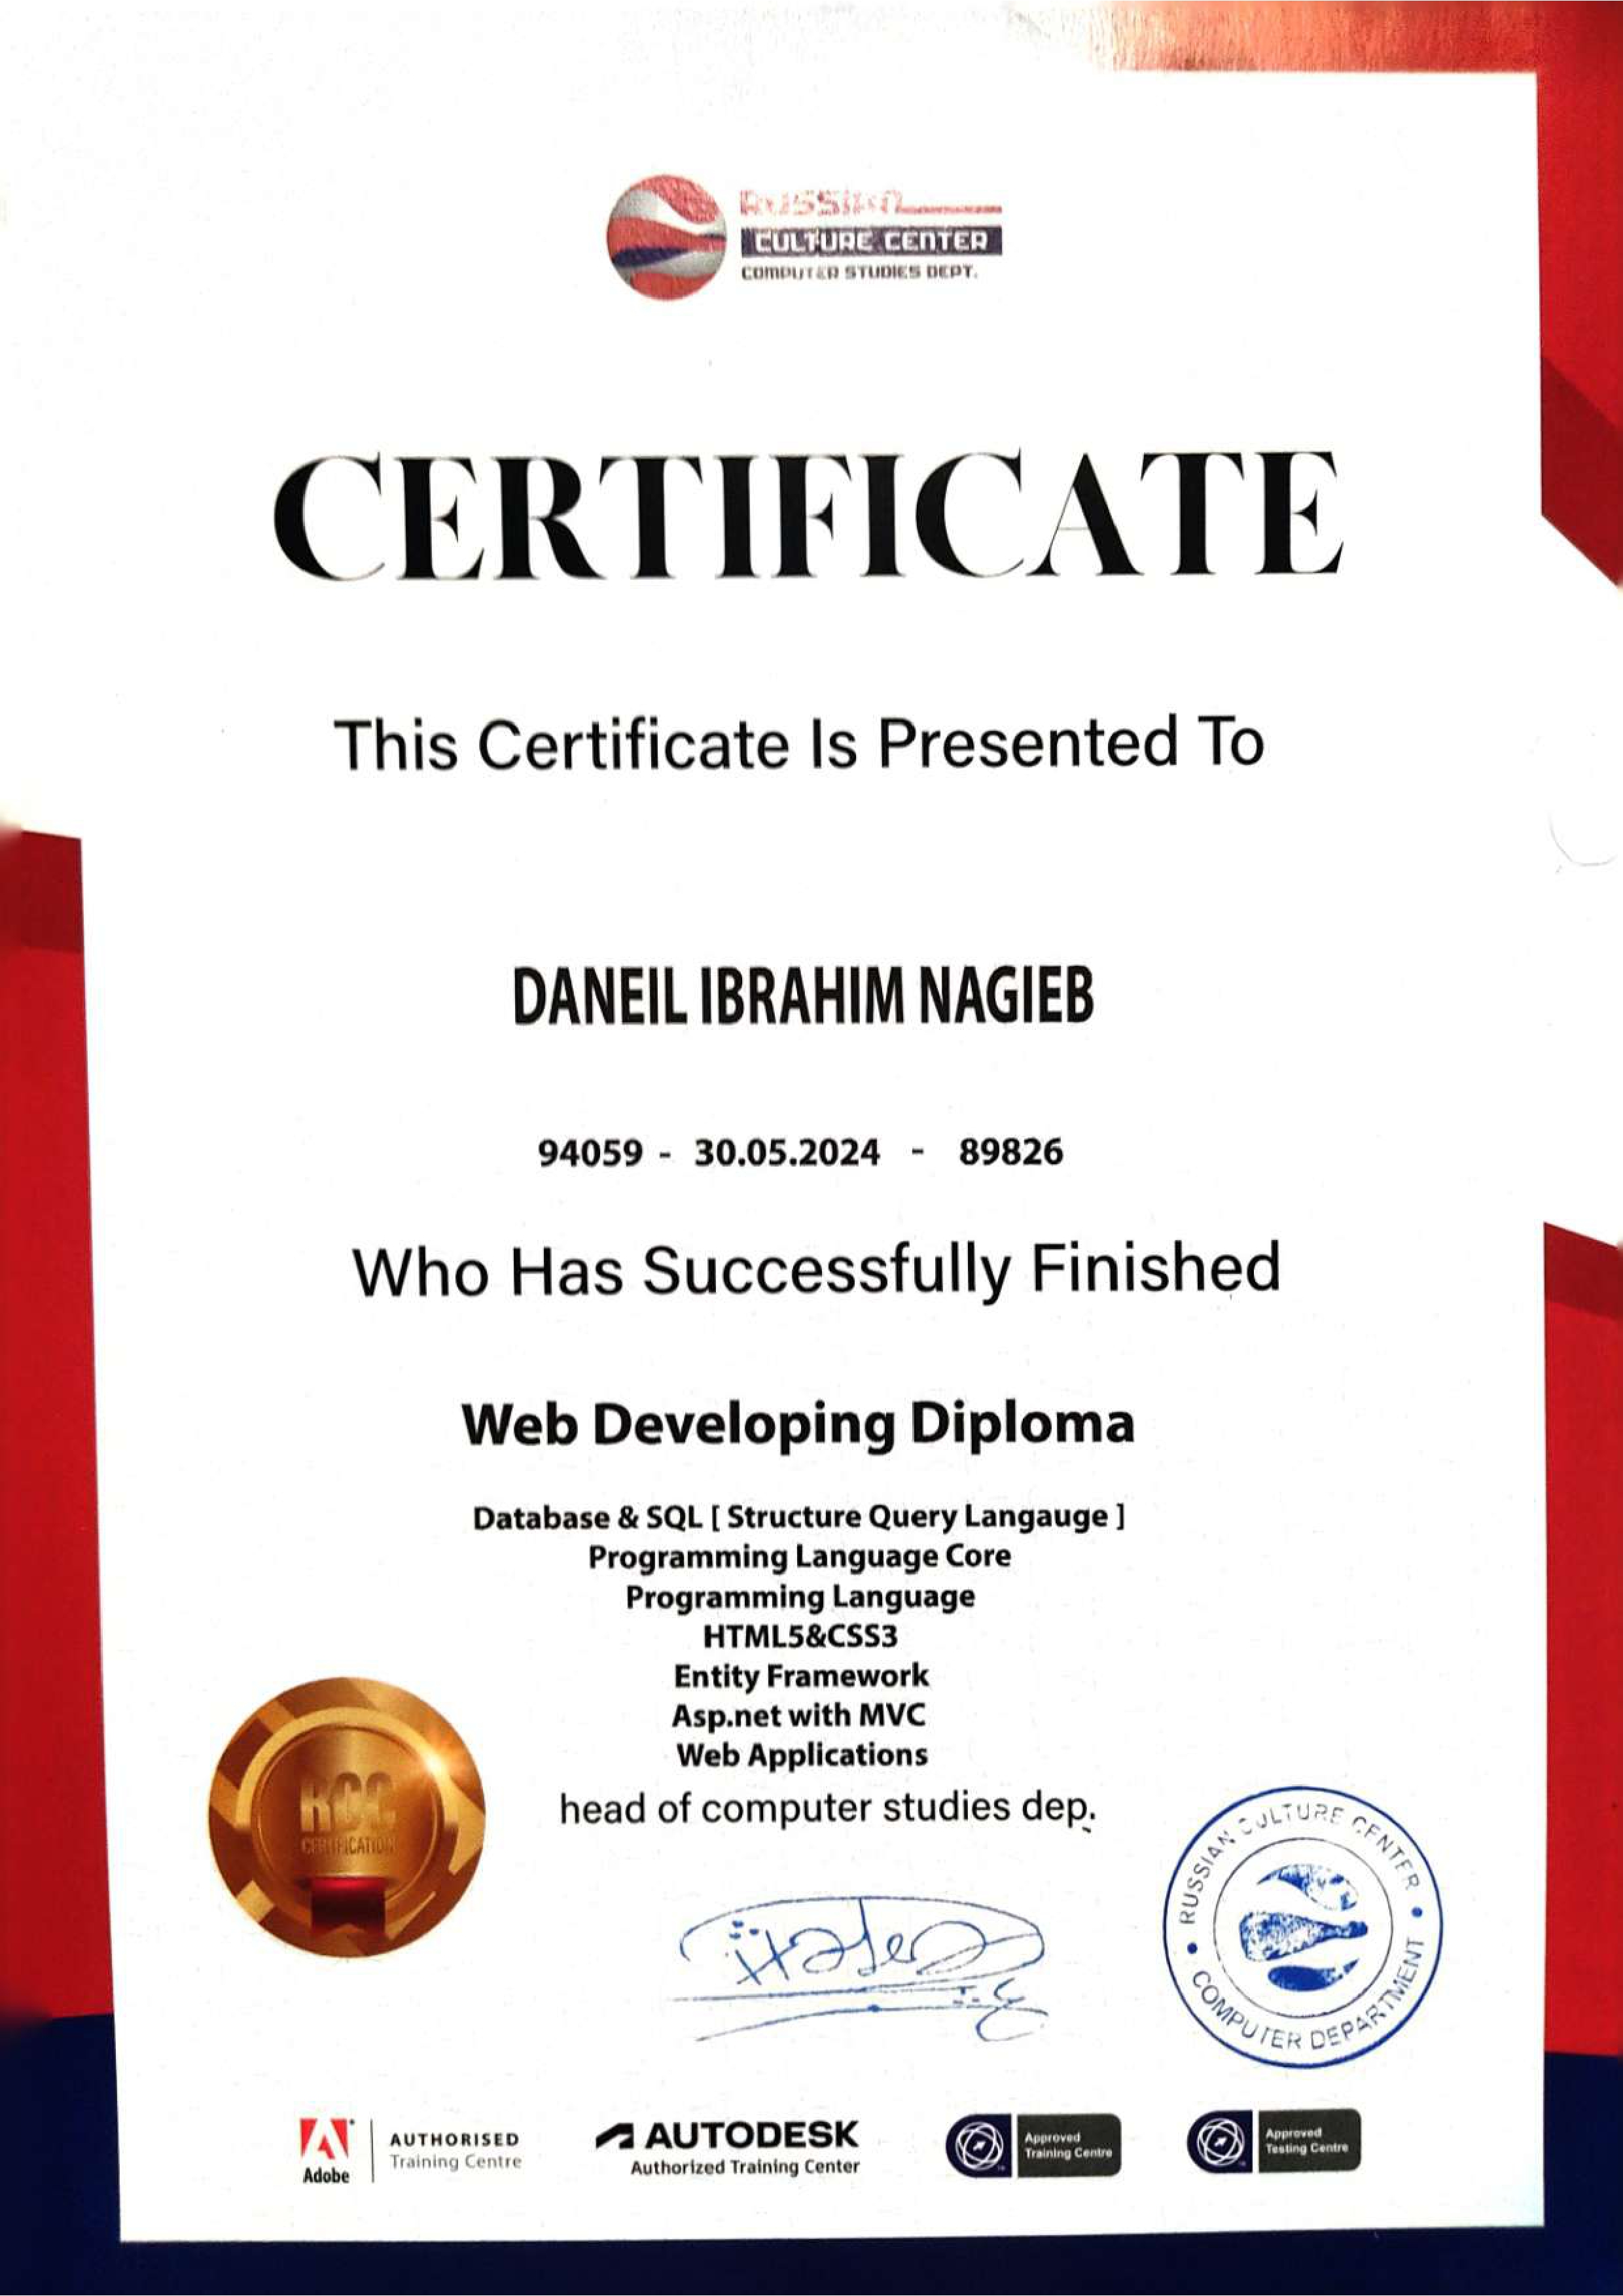 RUSSIAN
CULTURE CENTER
COMPUTER STUDIES DEPT.
CERTIFICATE
This Certificate Is Presented To
DANEIL IBRAHIM NAGIEB
94059 - 30.05.2024 - 89826
Who Has Successfully Finished
Web Developing Diploma
Database & SQL [ Structure Query Langauge ]
Programming Language Core
Programming Language
HTML5&CSS3
Entity Framework
Asp.net with MVC
Web Applications
head of computer studies dep.
RCC
CERTIFICATION
RUSSIAN CULTURE CENTER
COMPUTER DEPARTMENT
Adobe
AUTHORISED
Training Centre
AUTODESK
Authorized Training Center
Approved
Training Centre
Approved
Testing Centre